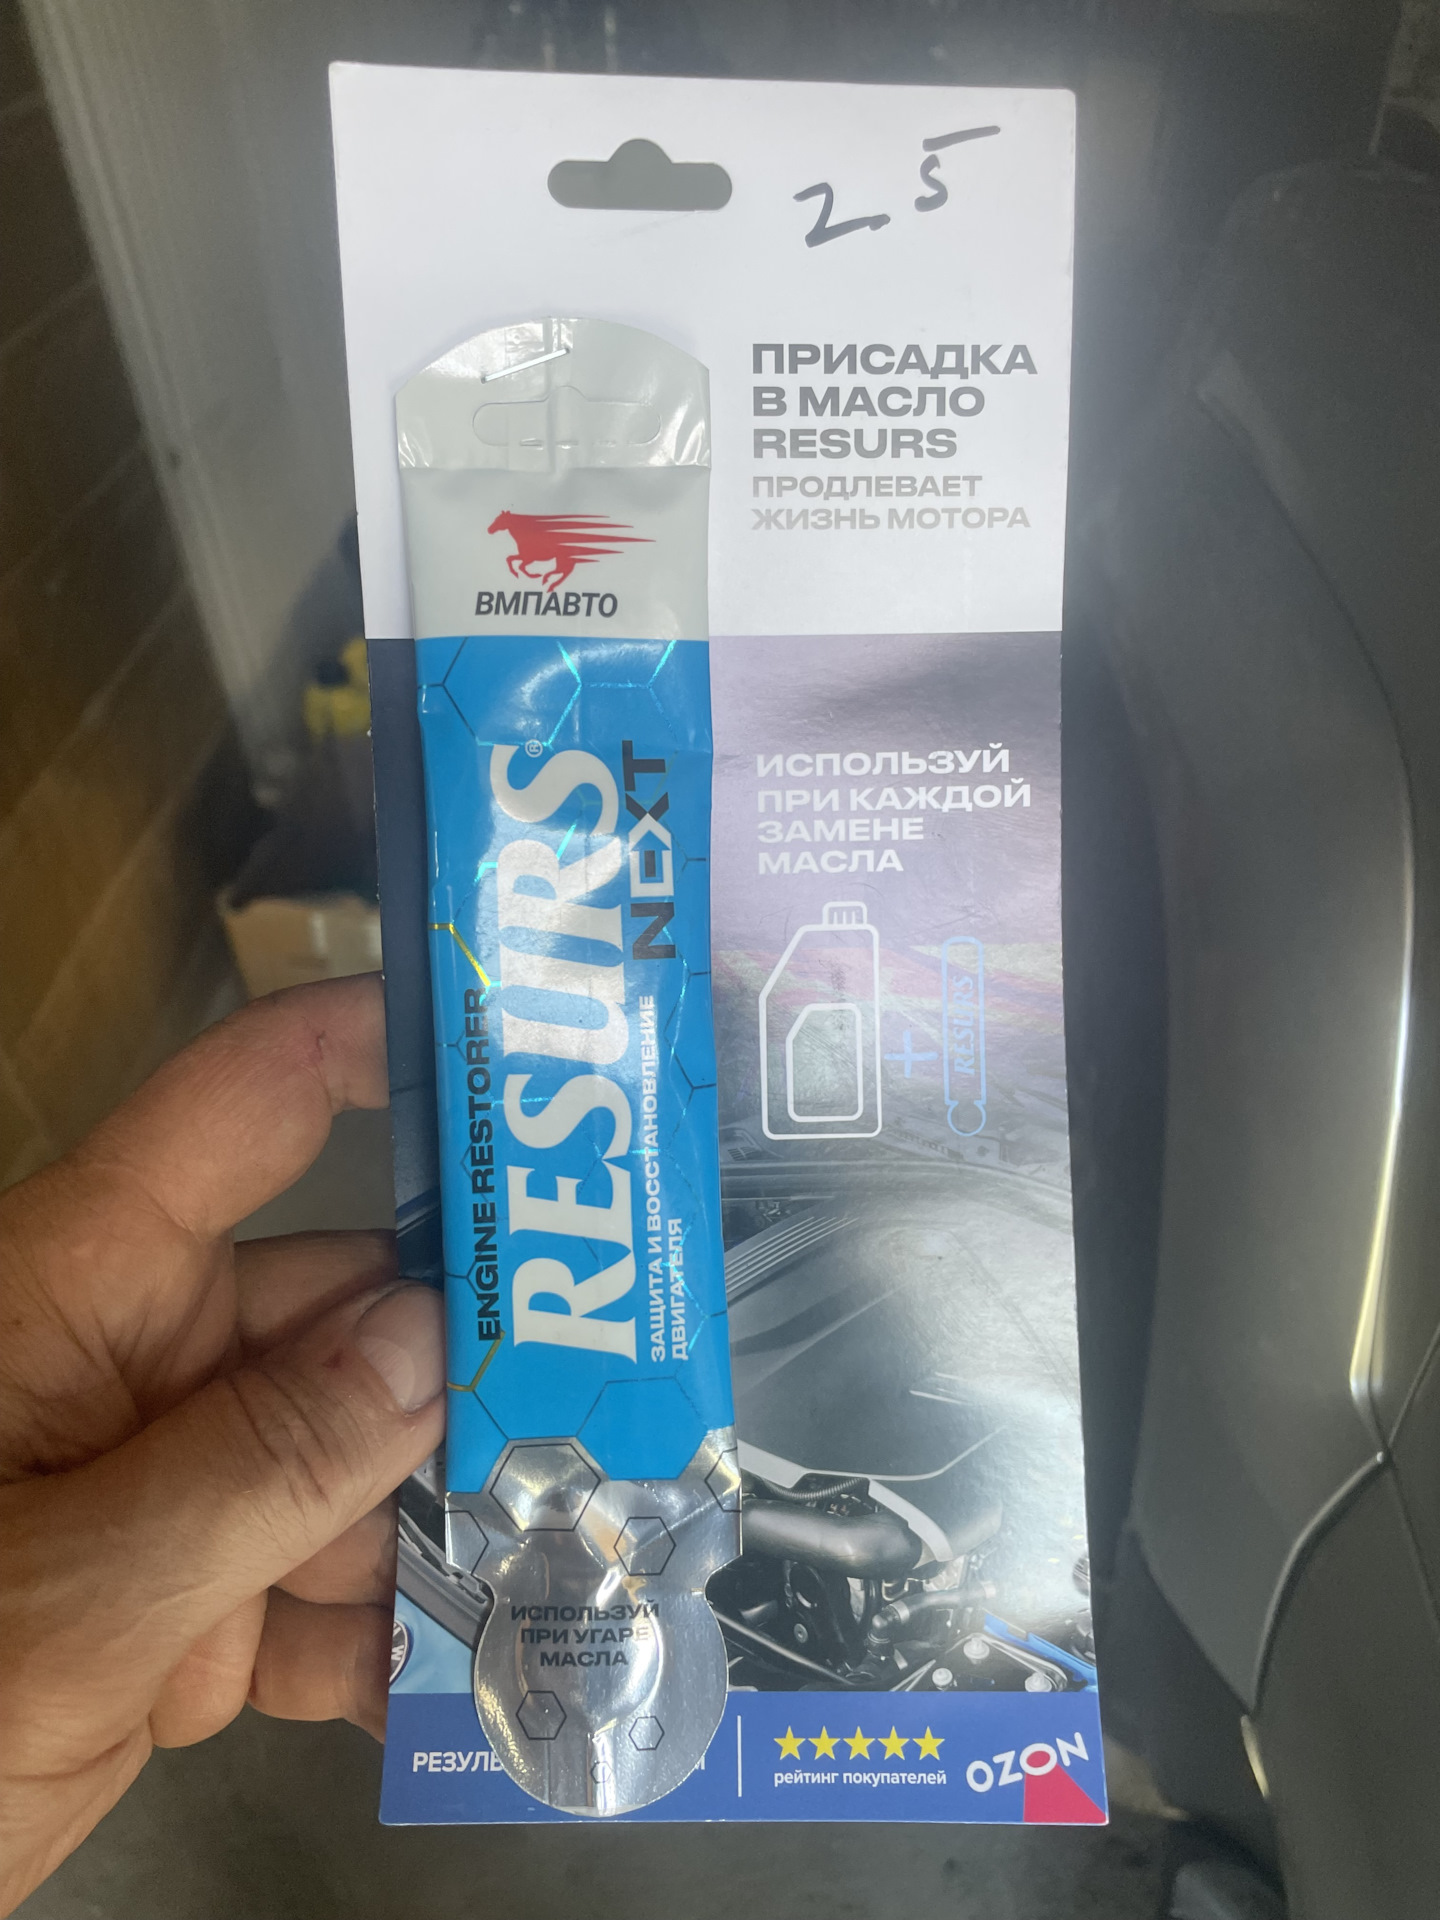 2.5
ПРИСАДКА
В МАСЛО
RESURS
ПРОДЛЕВАЕТ
ЖИЗНЬ МОТОРА
ВМПАВТО
ENGINE RESTORER
RESURS®
NEXT
ЗАЩИТА И ВОССТАНОВЛЕНИЕ
ДВИГАТЕЛЯ
ИСПОЛЬЗУЙ
ПРИ КАЖДОЙ
ЗАМЕНЕ
МАСЛА
RESURS
ИСПОЛЬЗУЙ
ПРИ УГАРЕ
МАСЛА
рейтинг покупателей
OZON